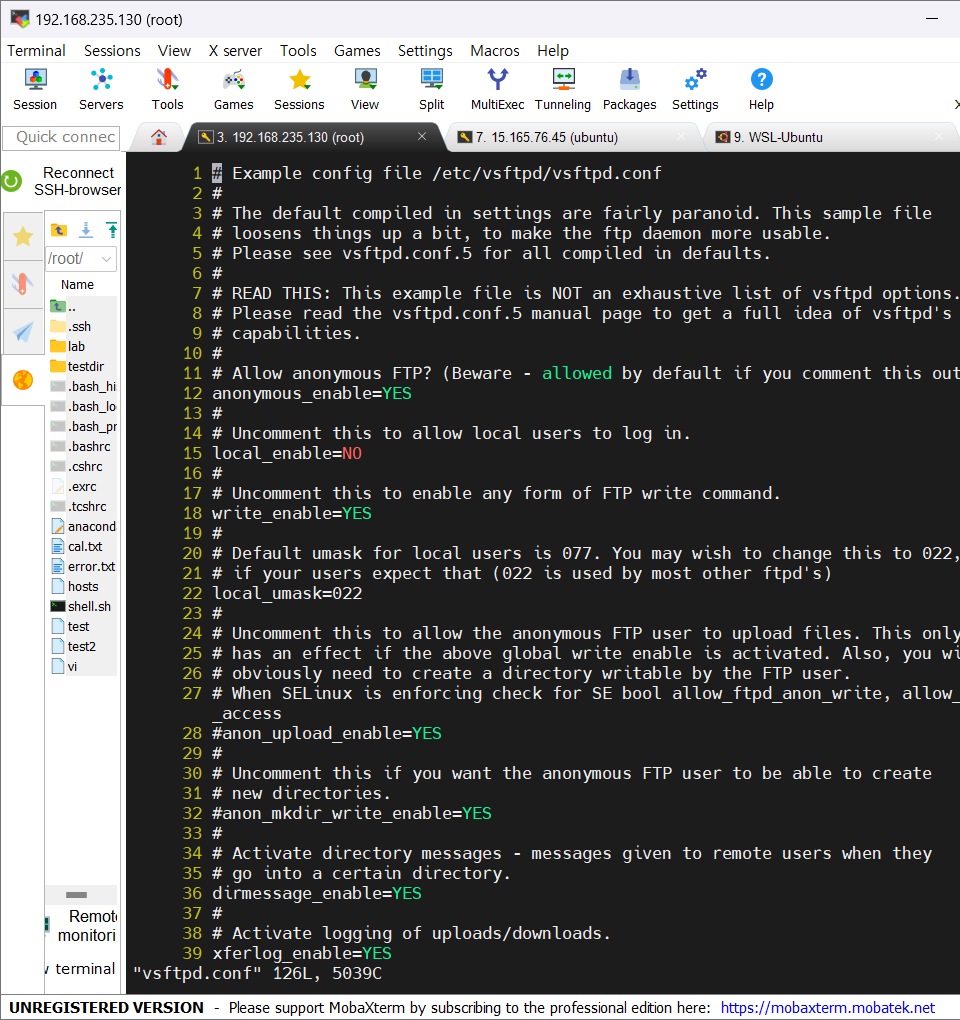 192.168.235.130 (root)
Terminal Sessions View X server Tools Games Settings Macros Help
Session Servers Tools Games Sessions View Split MultiExec Tunneling Packages Settings Help
Quick connec
3. 192.168.235.130 (root)
7. 15.165.76.45 (ubuntu)
9. WSL-Ubuntu
Reconnect
SSH-browser
/root/
Name
..
.ssh
lab
testdir
.bash_hi
.bash_lo
.bash_pr
.bashrc
.cshrc
.exrc
.tcshrc
anacond
cal.txt
error.txt
hosts
shell.sh
test
test2
vi
Remot
monitori
terminal
1 # Example config file /etc/vsftpd/vsftpd.conf
2 #
3 # The default compiled in settings are fairly paranoid. This sample file
4 # loosens things up a bit, to make the ftp daemon more usable.
5 # Please see vsftpd.conf.5 for all compiled in defaults.
6 #
7 # READ THIS: This example file is NOT an exhaustive list of vsftpd options.
8 # Please read the vsftpd.conf.5 manual page to get a full idea of vsftpd's
9 # capabilities.
10 #
11 # Allow anonymous FTP? (Beware - allowed by default if you comment this out
12 anonymous_enable=YES
13 #
14 # Uncomment this to allow local users to log in.
15 local_enable=NO
16 #
17 # Uncomment this to enable any form of FTP write command.
18 write_enable=YES
19 #
20 # Default umask for local users is 077. You may wish to change this to 022,
21 # if your users expect that (022 is used by most other ftpd's)
22 local_umask=022
23 #
24 # Uncomment this to allow the anonymous FTP user to upload files. This only
25 # has an effect if the above global write enable is activated. Also, you wi
26 # obviously need to create a directory writable by the FTP user.
27 # When SELinux is enforcing check for SE bool allow_ftpd_anon_write, allow_
_access
28 #anon_upload_enable=YES
29 #
30 # Uncomment this if you want the anonymous FTP user to be able to create
31 # new directories.
32 #anon_mkdir_write_enable=YES
33 #
34 # Activate directory messages - messages given to remote users when they
35 # go into a certain directory.
36 dirmessage_enable=YES
37 #
38 # Activate logging of uploads/downloads.
39 xferlog_enable=YES
"vsftpd.conf" 126L, 5039C
UNREGISTERED VERSION - Please support MobaXterm by subscribing to the professional edition here: https://mobaxterm.mobatek.net